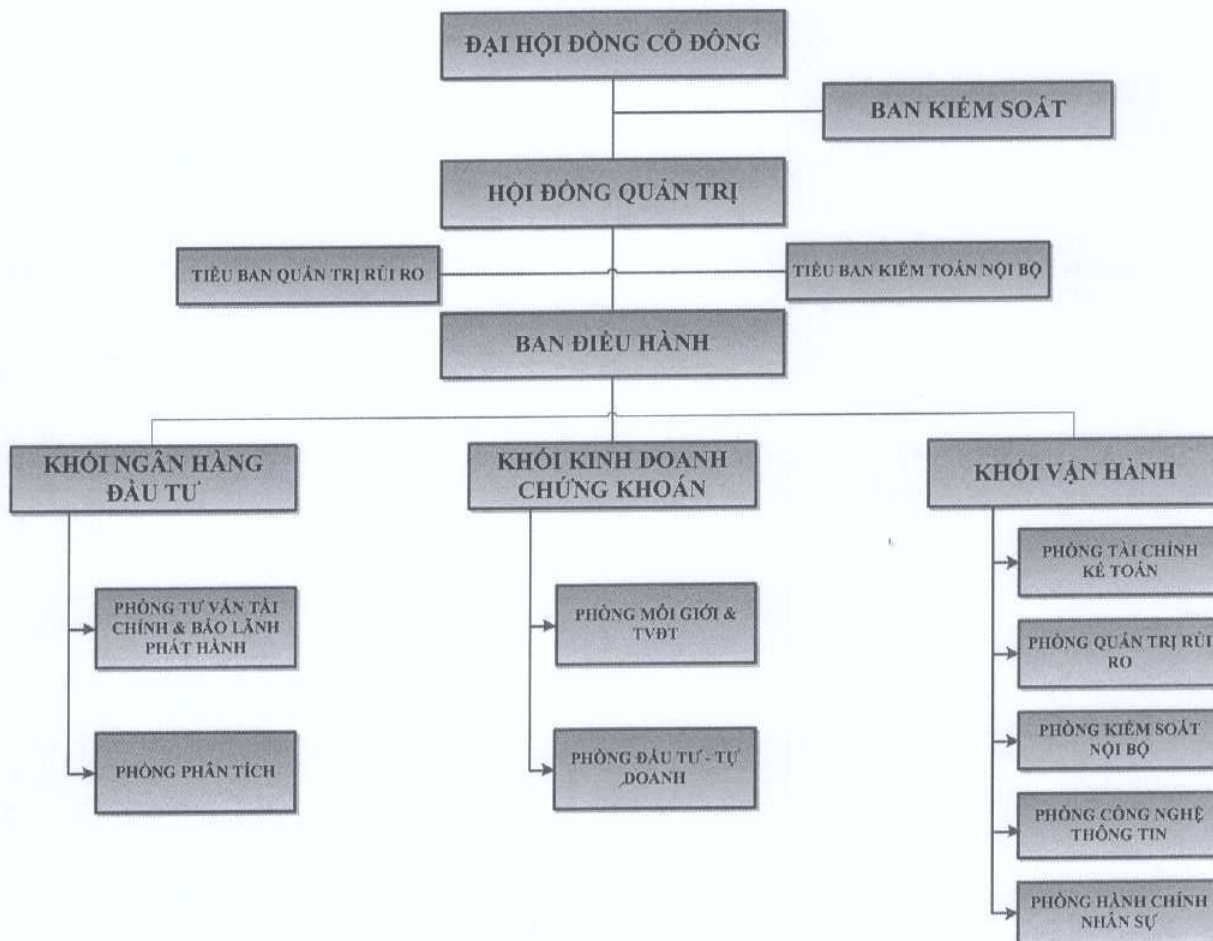 ĐẠI HỘI ĐỒNG CỔ ĐÔNG
BAN KIỂM SOÁT
HỘI ĐỒNG QUẢN TRỊ
TIỂU BAN QUẢN TRỊ RỦI RO
TIỂU BAN KIỂM TOÁN NỘI BỘ
BAN ĐIỀU HÀNH
KHỐI NGÂN HÀNG
ĐẦU TƯ
KHỐI KINH DOANH
CHỨNG KHOÁN
KHỐI VẬN HÀNH
PHÒNG TƯ VẤN TÀI
CHÍNH & BẢO LÃNH
PHÁT HÀNH
PHÒNG PHÂN TÍCH
PHÒNG MÔI GIỚI &
TVĐT
PHÒNG ĐẦU TƯ - TỰ
DOANH
PHÒNG TÀI CHÍNH
KẾ TOÁN
PHÒNG QUẢN TRỊ RỦI
RO
PHÒNG KIỂM SOÁT
NỘI BỘ
PHÒNG CÔNG NGHỆ
THÔNG TIN
PHÒNG HÀNH CHÍNH
NHÂN SỰ